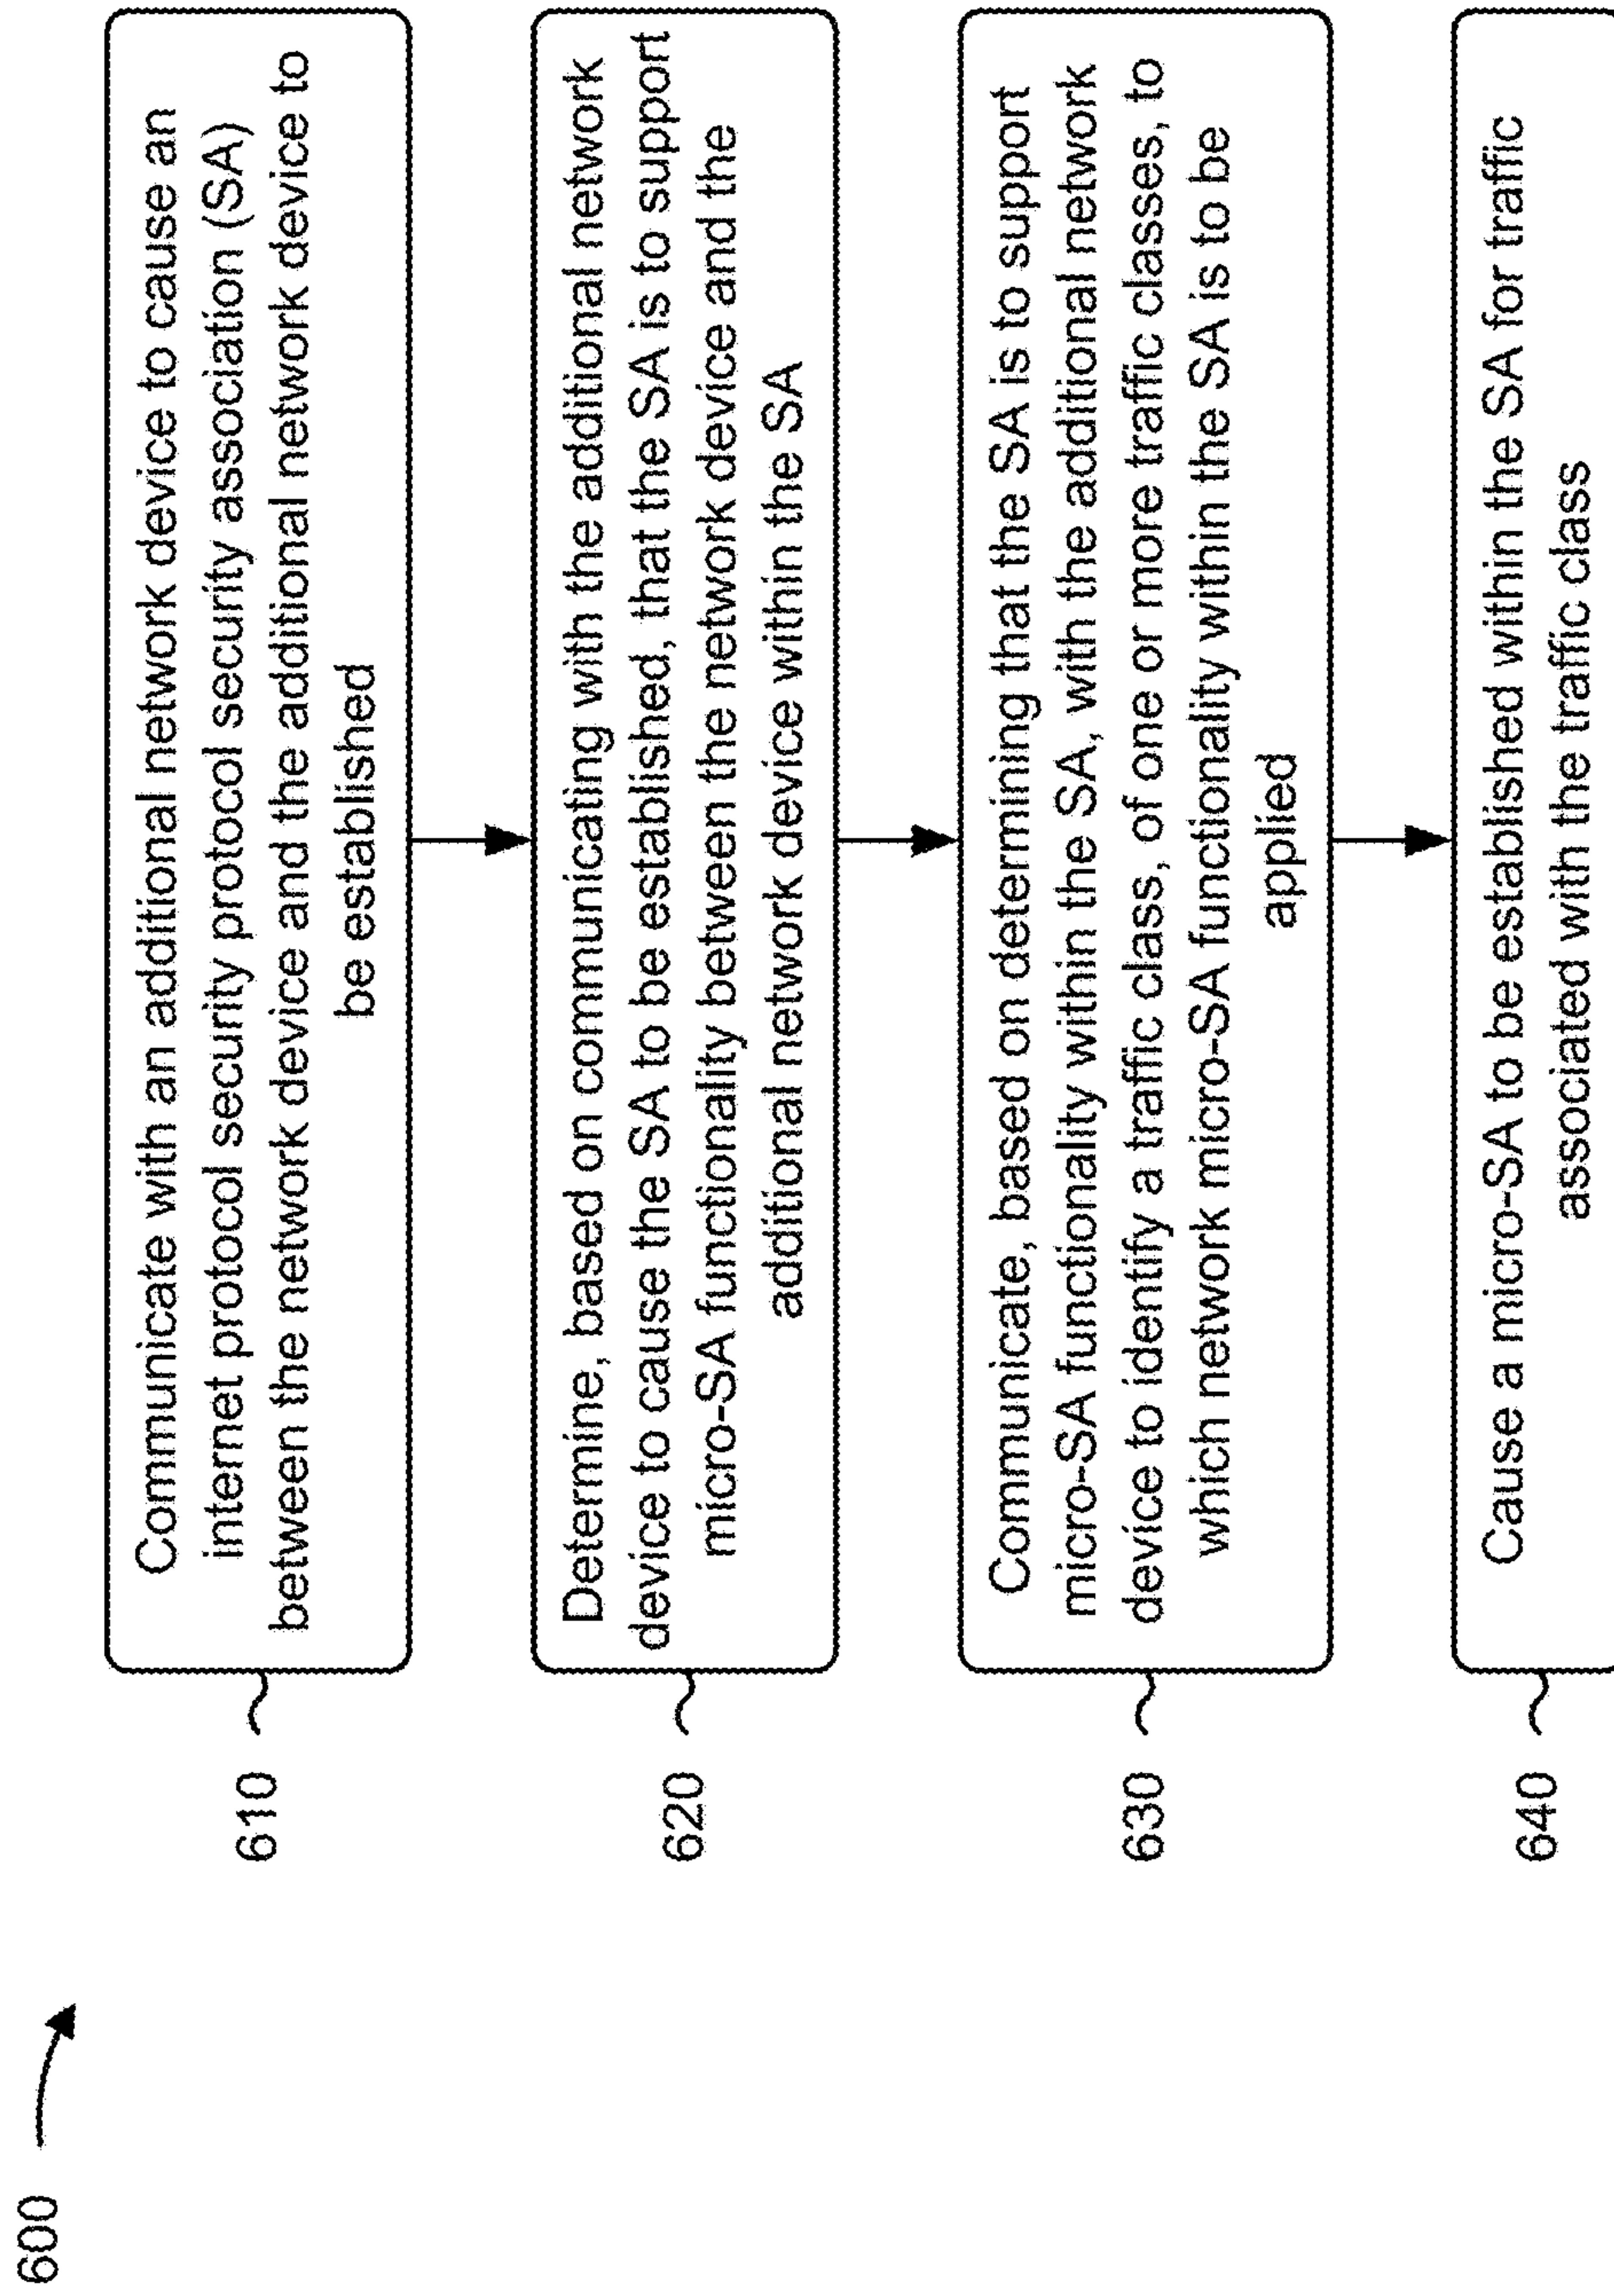 600
610
Communicate with an additional network device to cause an
internet protocol security protocol security association (SA)
between the network device and the additional network device to
be established
620
Determine, based on communicating with the additional network
device to cause the SA to be established, that the SA is to support
micro-SA functionality between the network device and the
additional network device within the SA
630
Communicate, based on determining that the SA is to support
micro-SA functionality within the SA, with the additional network
device to identify a traffic class, of one or more traffic classes, to
which network micro-SA functionality within the SA is to be
applied
640
Cause a micro-SA to be established within the SA for traffic
associated with the traffic class